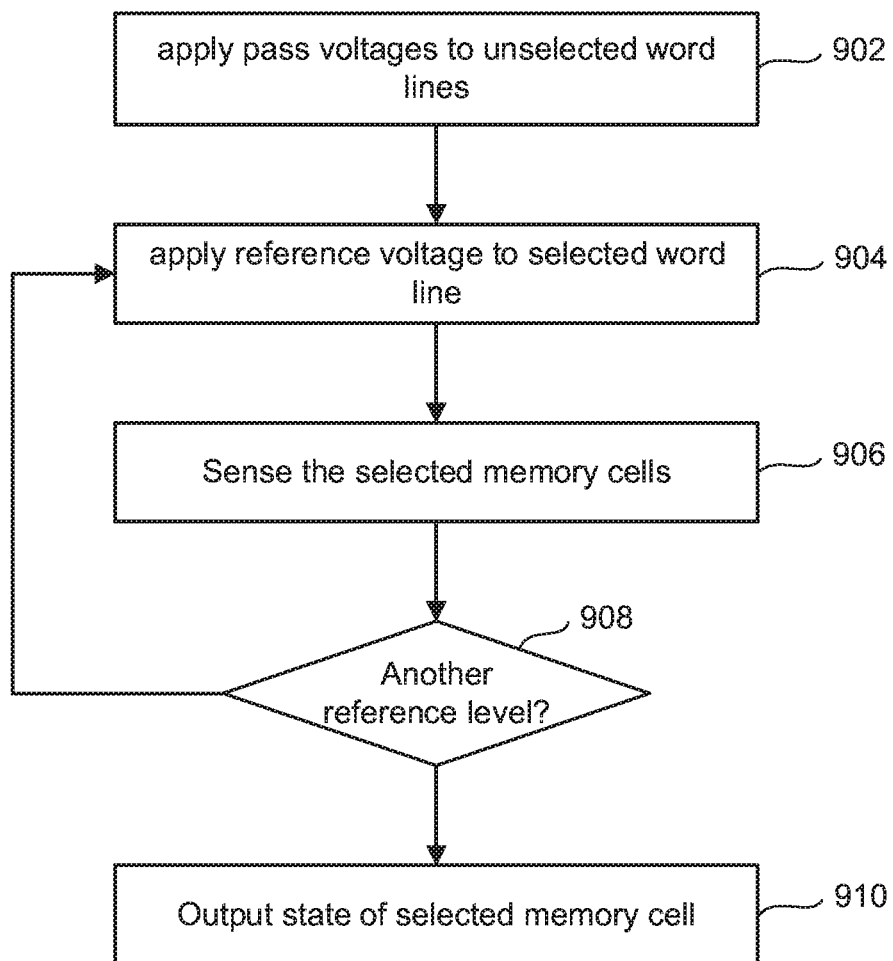 apply pass voltages to unselected word
lines
902
apply reference voltage to selected word
line
904
Sense the selected memory cells
906
908
Another
reference level?
Output state of selected memory cell
910